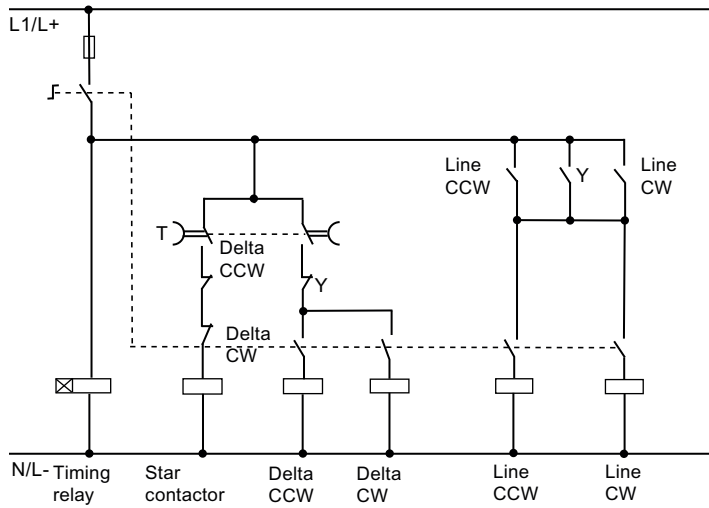 L1/L+
Line
CCW
Y
Line
CW
T
Delta
CCW
Y
Delta
CW
N/L-
Timing
relay
Star
contactor
Delta
CCW
Delta
CW
Line
CCW
Line
CW